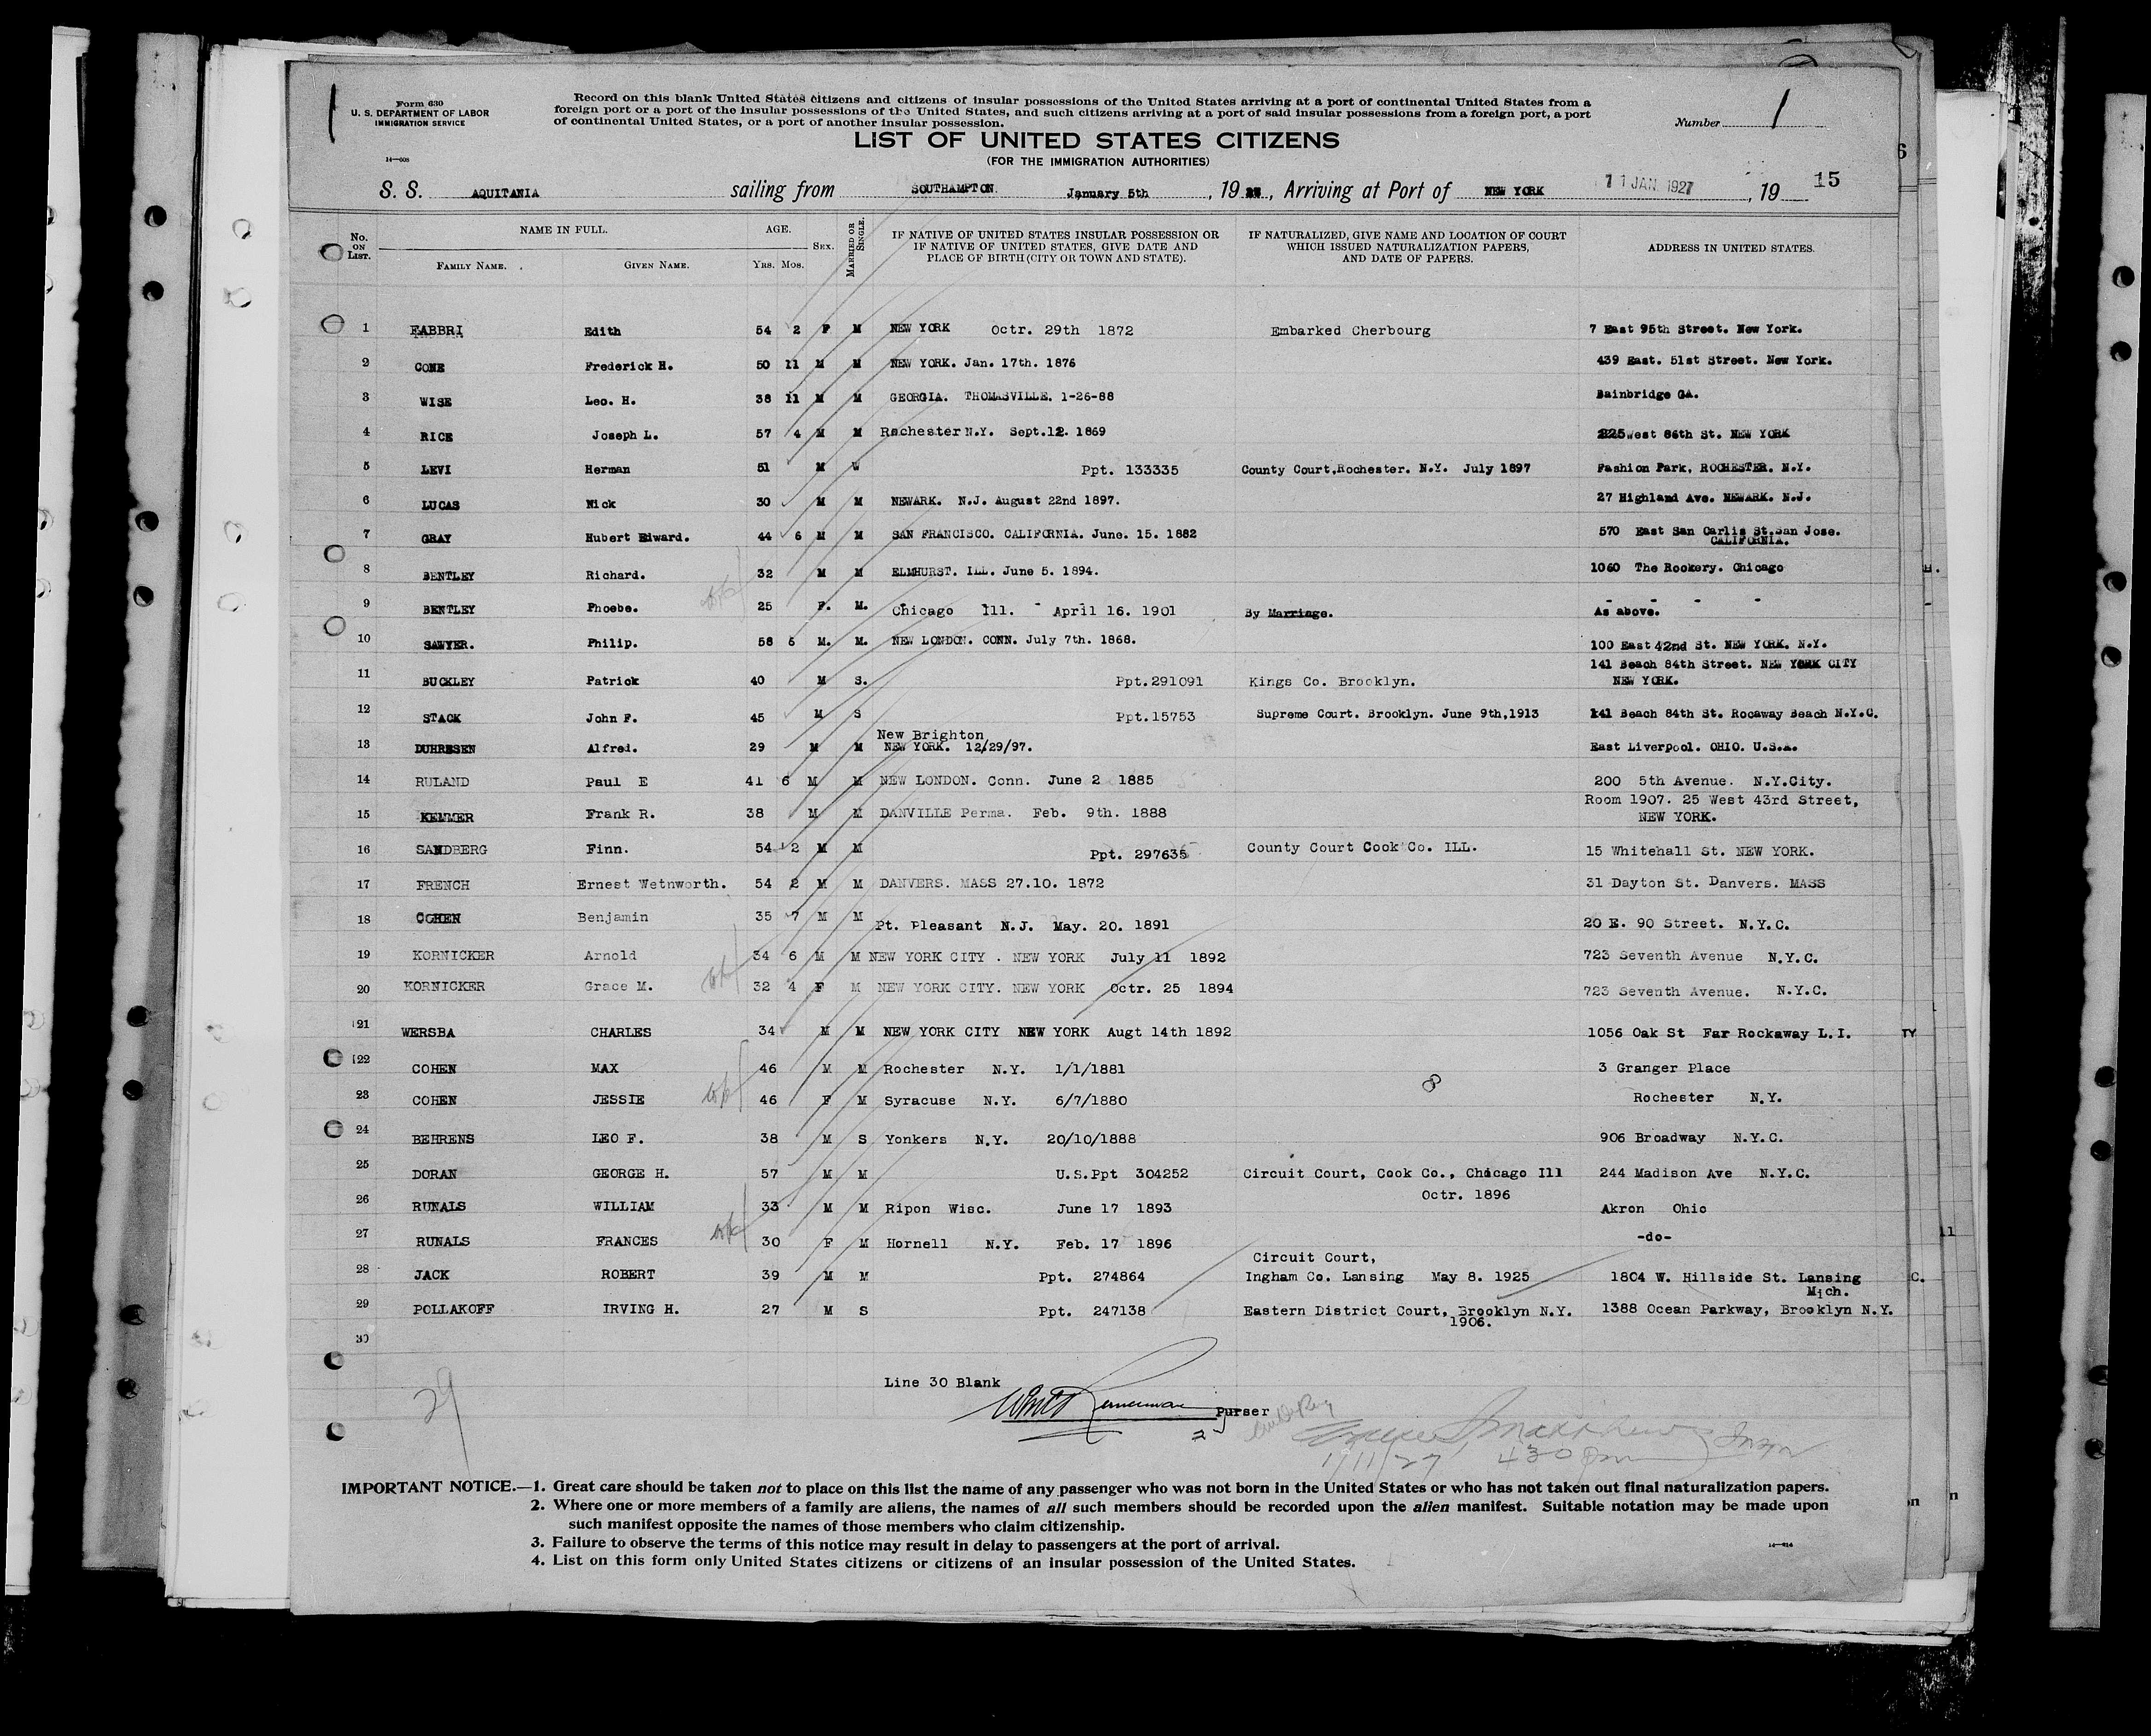 Form 630
U. S. DEPARTMENT OF LABOR
IMMIGRATION SERVICE
14—608
Record on this blank United States citizens and citizens of insular possessions of the United States arriving at a port of continental United States from a
foreign port or a port of the insular possessions of the United States, and such citizens arriving at a port of said insular possessions from a foreign port, a port
of continental United States, or a port of another insular possession.
Number 1
LIST OF UNITED STATES CITIZENS
(FOR THE IMMIGRATION AUTHORITIES)
S. S. AQUITANIA sailing from SOUTHAMPTON. January 5th , 1927, Arriving at Port of NEW YORK 11 JAN. 1927 , 19 15
No. ON LIST. NAME IN FULL. AGE. SEX. MARRIED OR SINGLE. IF NATIVE OF UNITED STATES INSULAR POSSESSION OR IF NATIVE OF UNITED STATES, GIVE DATE AND PLACE OF BIRTH (CITY OR TOWN AND STATE). IF NATURALIZED, GIVE NAME AND LOCATION OF COURT WHICH ISSUED NATURALIZATION PAPERS, AND DATE OF PAPERS. ADDRESS IN UNITED STATES.
FAMILY NAME. GIVEN NAME. YRS. MOS.
1 FABBRI Edith 54 2 F M NEW YORK Octr. 29th 1872 Embarked Cherbourg 7 East 95th Street. New York.
2 CONE Frederick H. 50 11 M M NEW YORK. Jan. 17th. 1876 439 East. 51st Street. New York.
3 WISE Leo. H. 38 11 M M GEORGIA. THOMASVILLE. 1-26-88 Bainbridge GA.
4 RICE Joseph L. 57 4 M M Rochester N.Y. Sept.12. 1869 225 West 86th St. NEW YORK
5 LEVI Herman 51 M W Ppt. 133335 County Court,Rochester. N.Y. July 1897 Fashion Park, ROCHESTER. N.Y.
6 LUCAS Nick 30 M M NEWARK. N.J. August 22nd 1897. 27 Highland Ave. NEWARK. N.J.
7 GRAY Hubert Edward. 44 6 M M SAN FRANCISCO. CALIFORNIA. June. 15. 1882 570 East San Carlis St.San Jose.
CALIFORNIA.
8 BENTLEY Richard. 32 M M ELMHURST. ILL. June 5. 1894. 1060 The Rookery. Chicago
9 BENTLEY Phoebe. 25 F. M. Chicago Ill. April 16. 1901 By Marriage. As above.
10 SAWYER. Philip. 58 6 M. M. NEW LONDON. CONN. July 7th. 1868. 100 East 42nd St. NEW YORK. N.Y.
11 BUCKLEY Patrick 40 M S. Ppt.291091 Kings Co. Brooklyn. 141 Beach 84th Street. NEW YORK CITY
NEW YORK.
12 STACK John F. 45 M S Ppt.15753 Supreme Court. Brooklyn. June 9th,1913 141 Beach 84th St. Rocaway Beach N.Y.C.
13 DUHRSSEN Alfred. 29 M M New Brighton
NEW YORK. 12/29/97. East Liverpool. OHIO. U.S.A.
14 RULAND Paul E 41 6 M M NEW LONDON. Conn. June 2 1885 200 5th Avenue. N.Y.City.
15 KEMMER Frank R. 38 M M DANVILLE Perma. Feb. 9th. 1888 Room 1907. 25 West 43rd Street,
NEW YORK.
16 SANDBERG Finn. 54 2 M M Ppt. 297635 County Court Cook Co. ILL. 15 Whitehall St. NEW YORK.
17 FRENCH Ernest Wetnworth. 54 2 M M DANVERS. MASS 27.10. 1872 31 Dayton St. Danvers. MASS
18 COHEN Benjamin 35 7 M M Pt. Pleasant N.J. May. 20. 1891 20 E. 90 Street. N.Y.C.
19 KORNICKER Arnold 34 6 M M NEW YORK CITY . NEW YORK July 11 1892 723 Seventh Avenue N.Y.C.
20 KORNICKER Grace M. 32 4 F M NEW YORK CITY. NEW YORK Octr. 25 1894 723 Seventh Avenue. N.Y.C.
21 WERSBA CHARLES 34 M M NEW YORK CITY NEW YORK Augt 14th 1892 1056 Oak St Far Rockaway L.I.
22 COHEN MAX 46 M M Rochester N.Y. 1/1/1881 3 Granger Place
23 COHEN JESSIE 46 F M Syracuse N.Y. 6/7/1880 Rochester N.Y.
24 BEHRENS LEO F. 38 M S Yonkers N.Y. 20/10/1888 906 Broadway N.Y.C.
25 DORAN GEORGE H. 57 M M U.S.Ppt 304252 Circuit Court, Cook Co., Chicago Ill 244 Madison Ave N.Y.C.
Octr. 1896
26 RUNALS WILLIAM 33 M M Ripon Wisc. June 17 1893 Akron Ohio
27 RUNALS FRANCES 30 F M Hornell N.Y. Feb. 17 1896 -do-
Circuit Court,
28 JACK ROBERT 39 M M Ppt. 274864 Ingham Co. Lansing May 8. 1925 1804 W. Hillside St. Lansing
Mich.
29 POLLAKOFF IRVING H. 27 M S Ppt. 247138 Eastern District Court, Brooklyn N.Y. 1388 Ocean Parkway, Brooklyn N.Y.
1906.
30
Line 30 Blank
29
Purser
1/11/27 430 pm
IMPORTANT NOTICE.—1. Great care should be taken not to place on this list the name of any passenger who was not born in the United States or who has not taken out final naturalization papers.
2. Where one or more members of a family are aliens, the names of all such members should be recorded upon the alien manifest. Suitable notation may be made upon
such manifest opposite the names of those members who claim citizenship.
3. Failure to observe the terms of this notice may result in delay to passengers at the port of arrival.
4. List on this form only United States citizens or citizens of an insular possession of the United States.